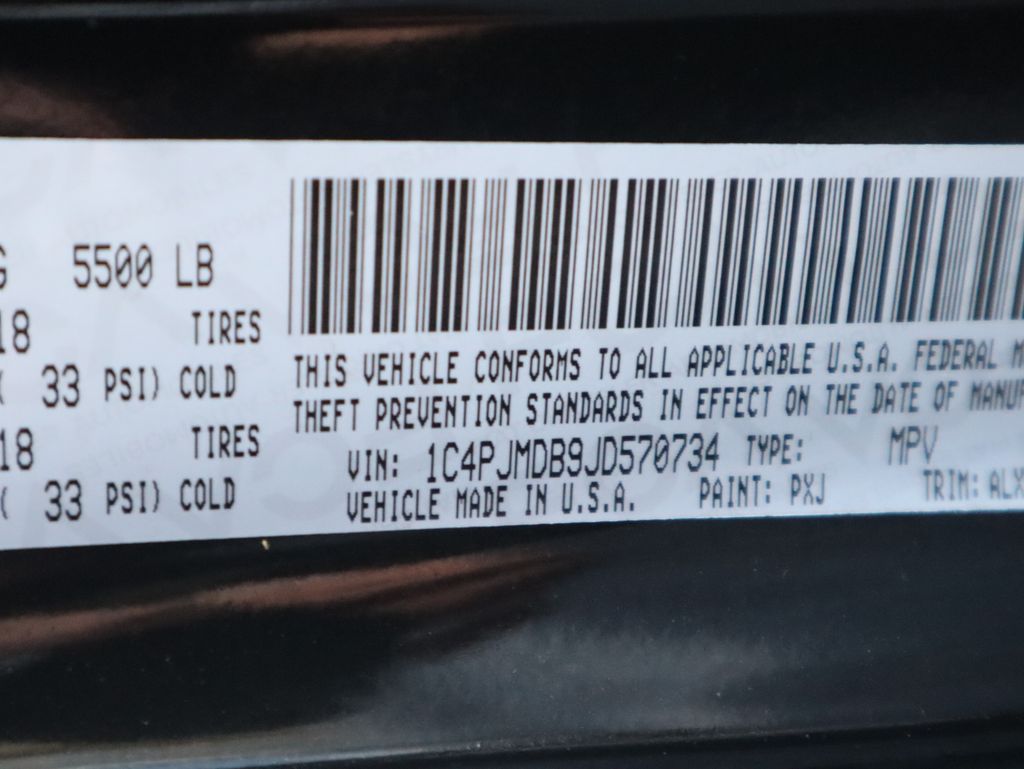 5500 LB
18 TIRES
33 PSI) COLD
18 TIRES
33 PSI) COLD
THIS VEHICLE CONFORMS TO ALL APPLICABLE U.S.A. FEDERAL M
THEFT PREVENTION STANDARDS IN EFFECT ON THE DATE OF MANUF
VIN: 1C4PJMDB9JD570734 TYPE: MPV
VEHICLE MADE IN U.S.A. PAINT: PXJ TRIM: ALX